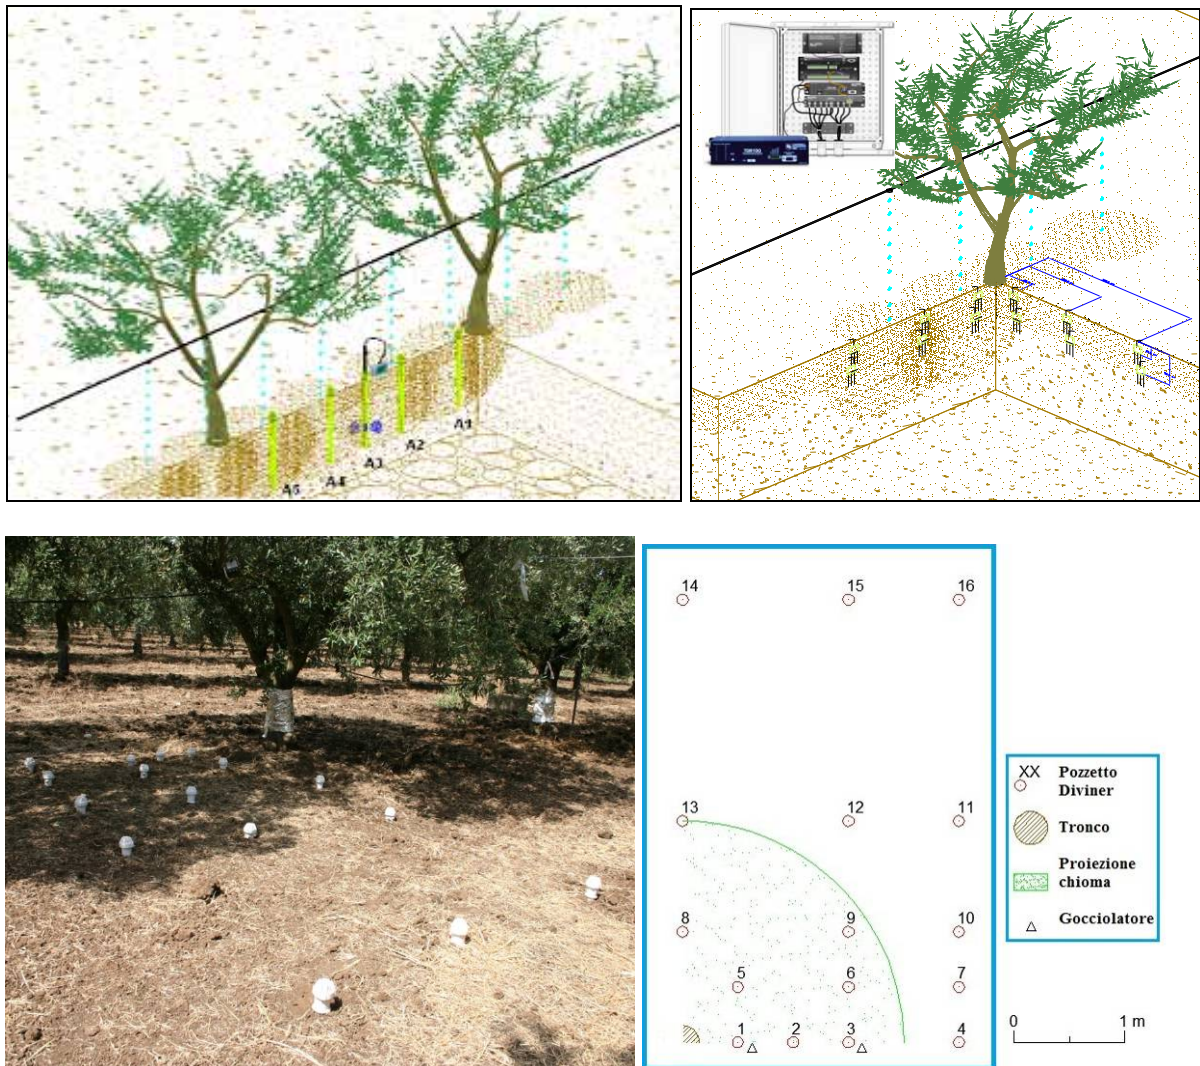 A1
A2
A3
A4
A5
14 15 16
13 12 11
8 9 10
5 6 7
1 2 3 4
XX Pozzetto
Diviner
Tronco
Proiezione
chioma
Gocciolatore
0 1 m